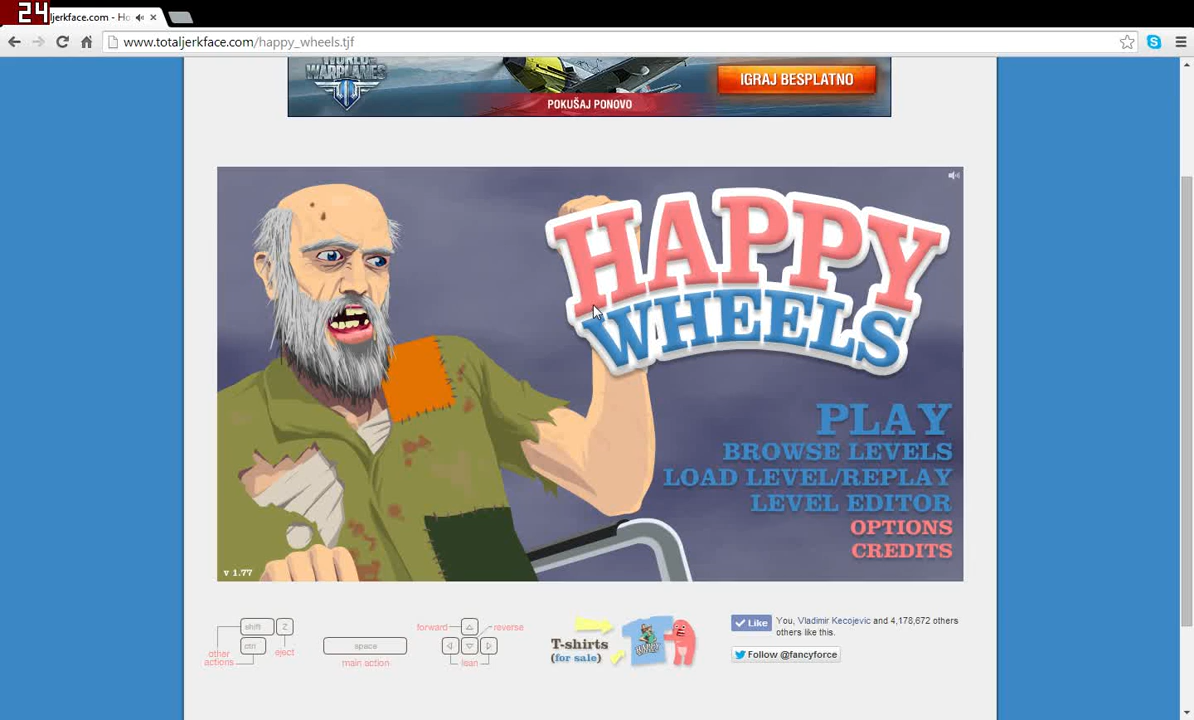 24
aljerkface.com - Ho
www.totaljerkface.com/happy_wheels.tjf
WORLD OF
WARPLANES
IGRAJ BESPLATNO
POKUŠAJ PONOVO
HAPPY
WHEELS
PLAY
BROWSE LEVELS
LOAD LEVEL/REPLAY
LEVEL EDITOR
OPTIONS
CREDITS
v 1.77
shift
Z
ctrl
other
actions
eject
space
main action
forward
reverse
lean
T-shirts
(for sale)
Like
You, Vladimir Kecojevic and 4,178,672 others
others like this.
Follow @fancyforce